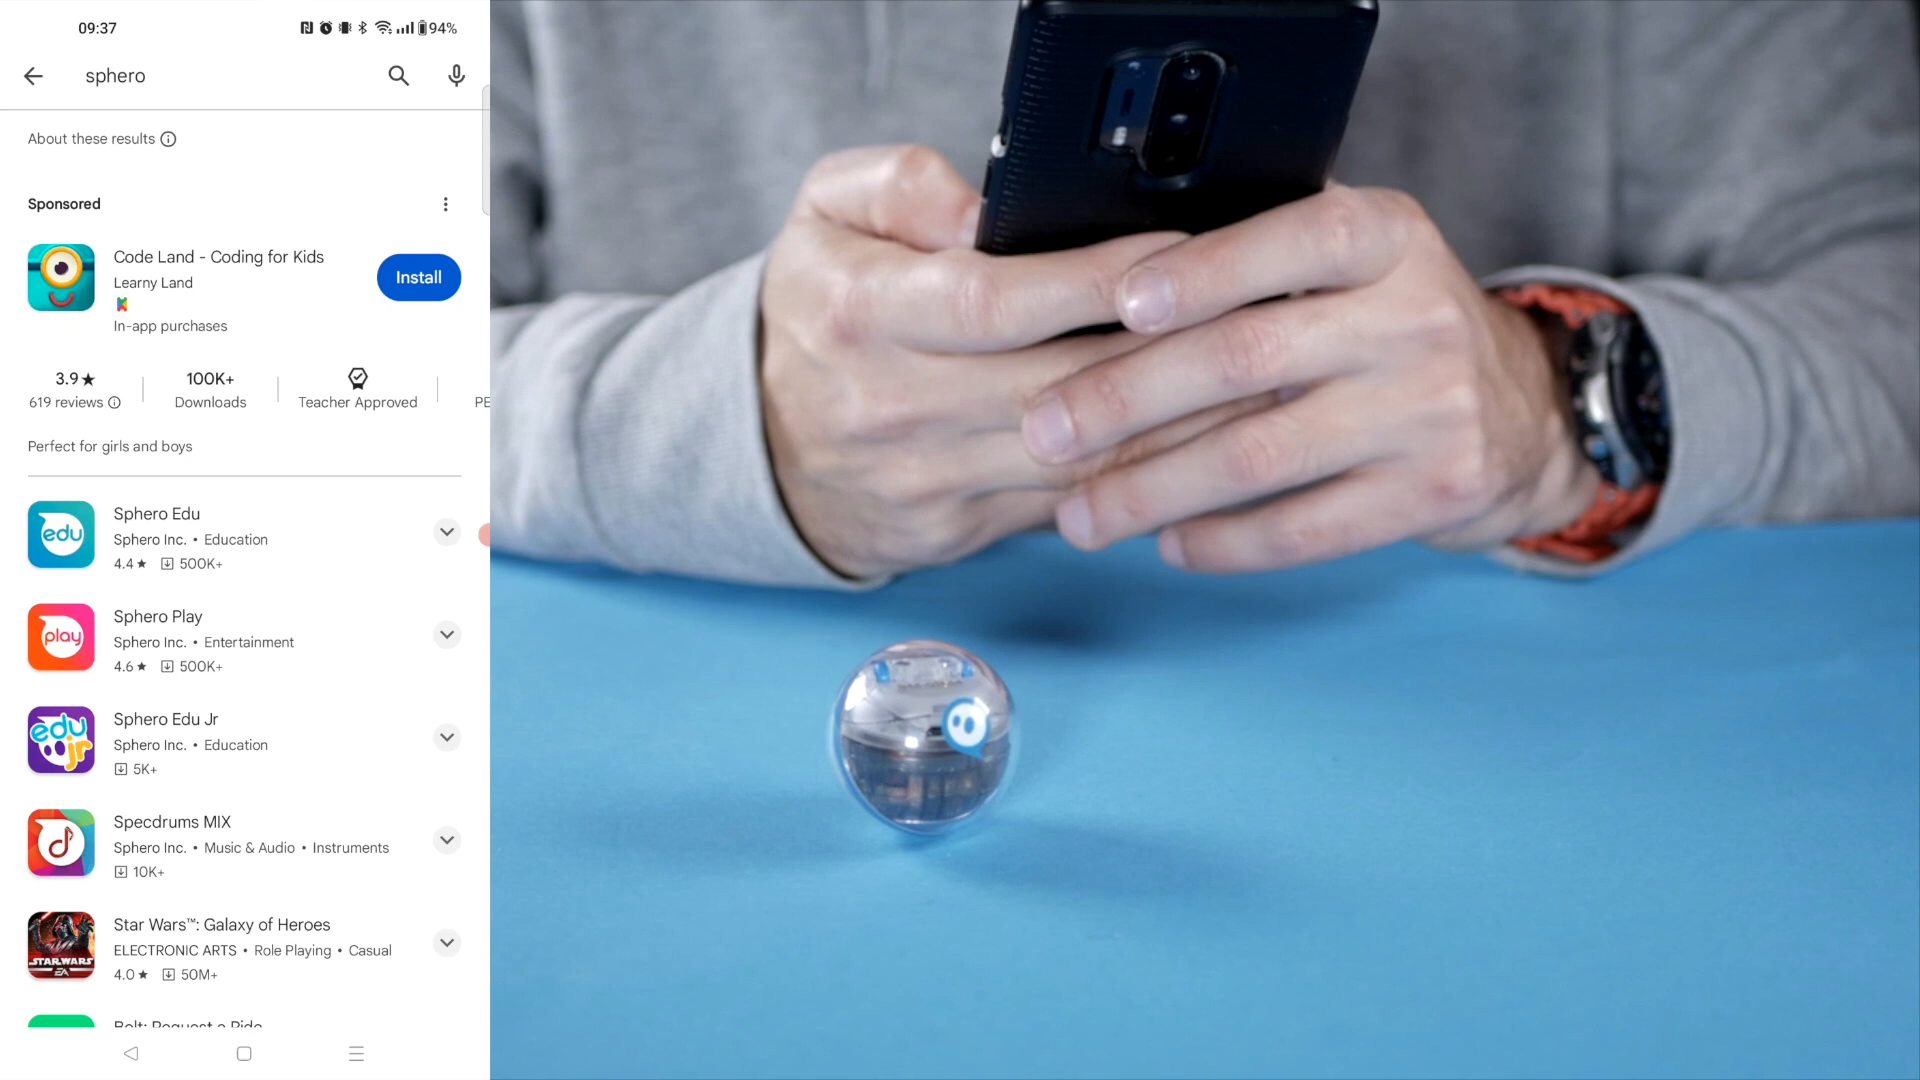 09:37
94%
sphero
About these results
Sponsored
Code Land - Coding for Kids
Learny Land
In-app purchases
Install
3.9★
619 reviews
100K+
Downloads
Teacher Approved
PE
Perfect for girls and boys
edu
Sphero Edu
Sphero Inc. • Education
4.4★ 500K+
play
Sphero Play
Sphero Inc. • Entertainment
4.6★ 500K+
edu
jr
Sphero Edu Jr
Sphero Inc. • Education
5K+
Specdrums MIX
Sphero Inc. • Music & Audio • Instruments
10K+
STAR WARS
EA
Star Wars™: Galaxy of Heroes
ELECTRONIC ARTS • Role Playing • Casual
4.0★ 50M+
Bolt: Request a Ride